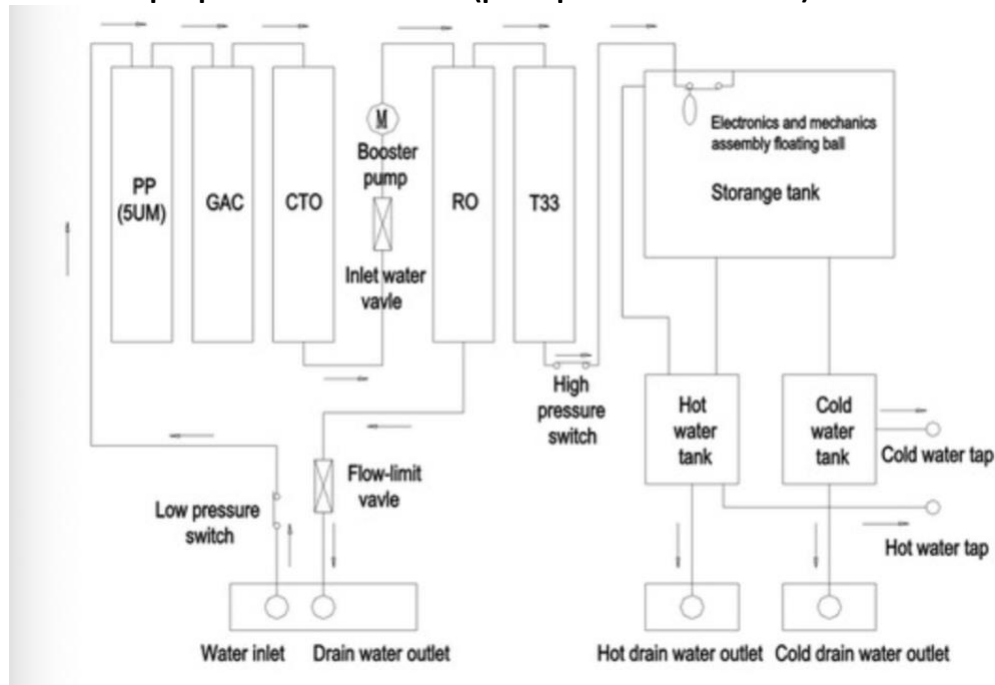 M
Booster
pump
Electronics and mechanics
assembly floating ball
PP
(5UM)
GAC
CTO
RO
T33
Storange tank
Inlet water
vavle
High
pressure
switch
Hot
water
tank
Cold
water
tank
Cold water tap
Flow-limit
vavle
Low pressure
switch
Hot water tap
Water inlet
Drain water outlet
Hot drain water outlet
Cold drain water outlet